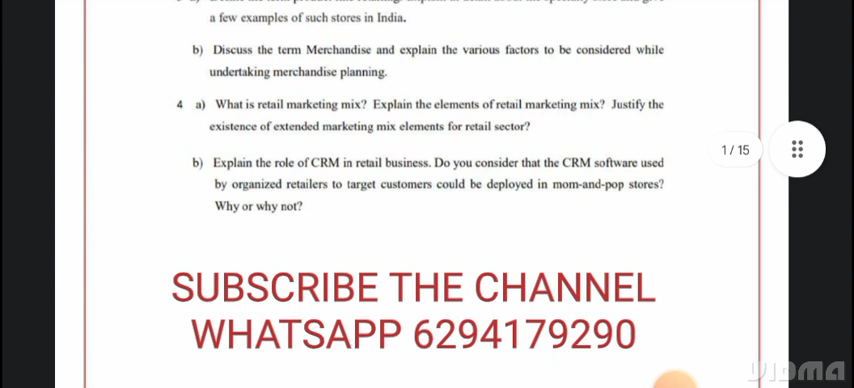 a few examples of such stores in India.
b) Discuss the term Merchandise and explain the various factors to be considered while
undertaking merchandise planning.
4 a) What is retail marketing mix? Explain the elements of retail marketing mix? Justify the
existence of extended marketing mix elements for retail sector?
1 / 15
b) Explain the role of CRM in retail business. Do you consider that the CRM software used
by organized retailers to target customers could be deployed in mom-and-pop stores?
Why or why not?
SUBSCRIBE THE CHANNEL
WHATSAPP 6294179290
VIDMA